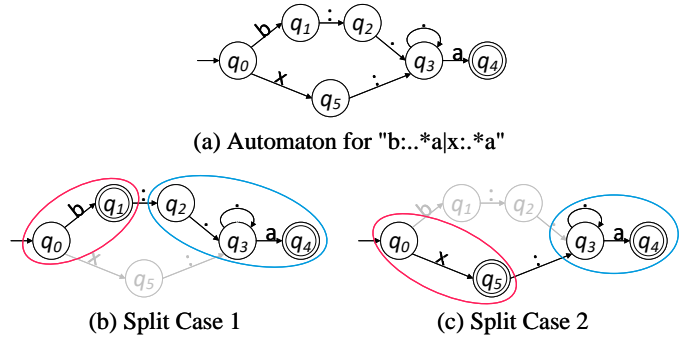 b : . .
q0 q1 q2 q3 a q4
x q5 :
(a) Automaton for "b:..*a|x:.*a"
b q1 : q2 . .
q0 q3 a q4
x q5 :
(b) Split Case 1
b q1 : q2 .
q0 q3 a q4
x q5 :
(c) Split Case 2